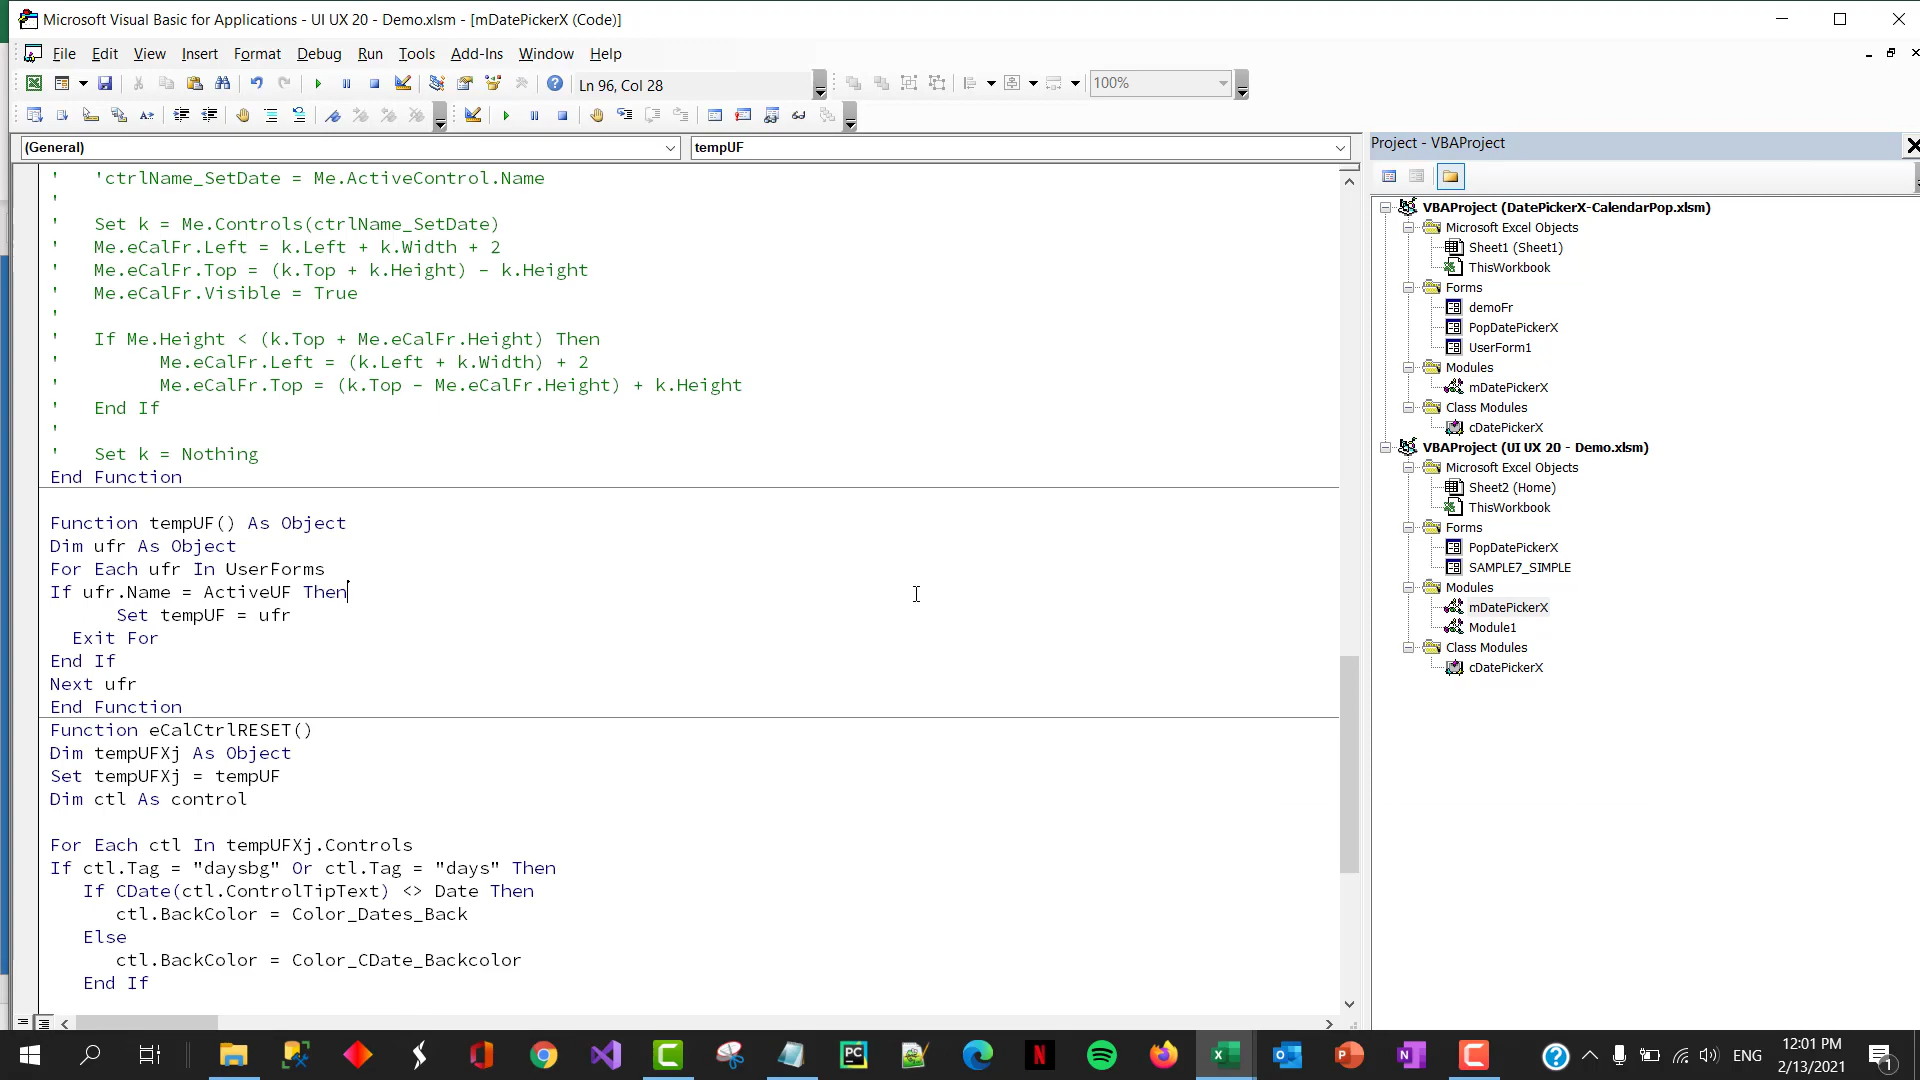 Microsoft Visual Basic for Applications - UI UX 20 - Demo.xlsm - [mDatePickerX (Code)]
File Edit View Insert Format Debug Run Tools Add-Ins Window Help
Ln 96, Col 28
100%
(General)
tempUF
' 'ctrlName_SetDate = Me.ActiveControl.Name
'
' Set k = Me.Controls(ctrlName_SetDate)
' Me.eCalFr.Left = k.Left + k.Width + 2
' Me.eCalFr.Top = (k.Top + k.Height) - k.Height
' Me.eCalFr.Visible = True
'
' If Me.Height < (k.Top + Me.eCalFr.Height) Then
' Me.eCalFr.Left = (k.Left + k.Width) + 2
' Me.eCalFr.Top = (k.Top - Me.eCalFr.Height) + k.Height
' End If
'
' Set k = Nothing
End Function
Function tempUF() As Object
Dim ufr As Object
For Each ufr In UserForms
If ufr.Name = ActiveUF Then
Set tempUF = ufr
Exit For
End If
Next ufr
End Function
Function eCalCtrlRESET()
Dim tempUFXj As Object
Set tempUFXj = tempUF
Dim ctl As control
For Each ctl In tempUFXj.Controls
If ctl.Tag = "daysbg" Or ctl.Tag = "days" Then
If CDate(ctl.ControlTipText) <> Date Then
ctl.BackColor = Color_Dates_Back
Else
ctl.BackColor = Color_CDate_Backcolor
End If
Project - VBAProject
VBAProject (DatePickerX-CalendarPop.xlsm)
Microsoft Excel Objects
Sheet1 (Sheet1)
ThisWorkbook
Forms
demoFr
PopDatePickerX
UserForm1
Modules
mDatePickerX
Class Modules
cDatePickerX
VBAProject (UI UX 20 - Demo.xlsm)
Microsoft Excel Objects
Sheet2 (Home)
ThisWorkbook
Forms
PopDatePickerX
SAMPLE7_SIMPLE
Modules
mDatePickerX
Module1
Class Modules
cDatePickerX
ENG
12:01 PM
2/13/2021
1